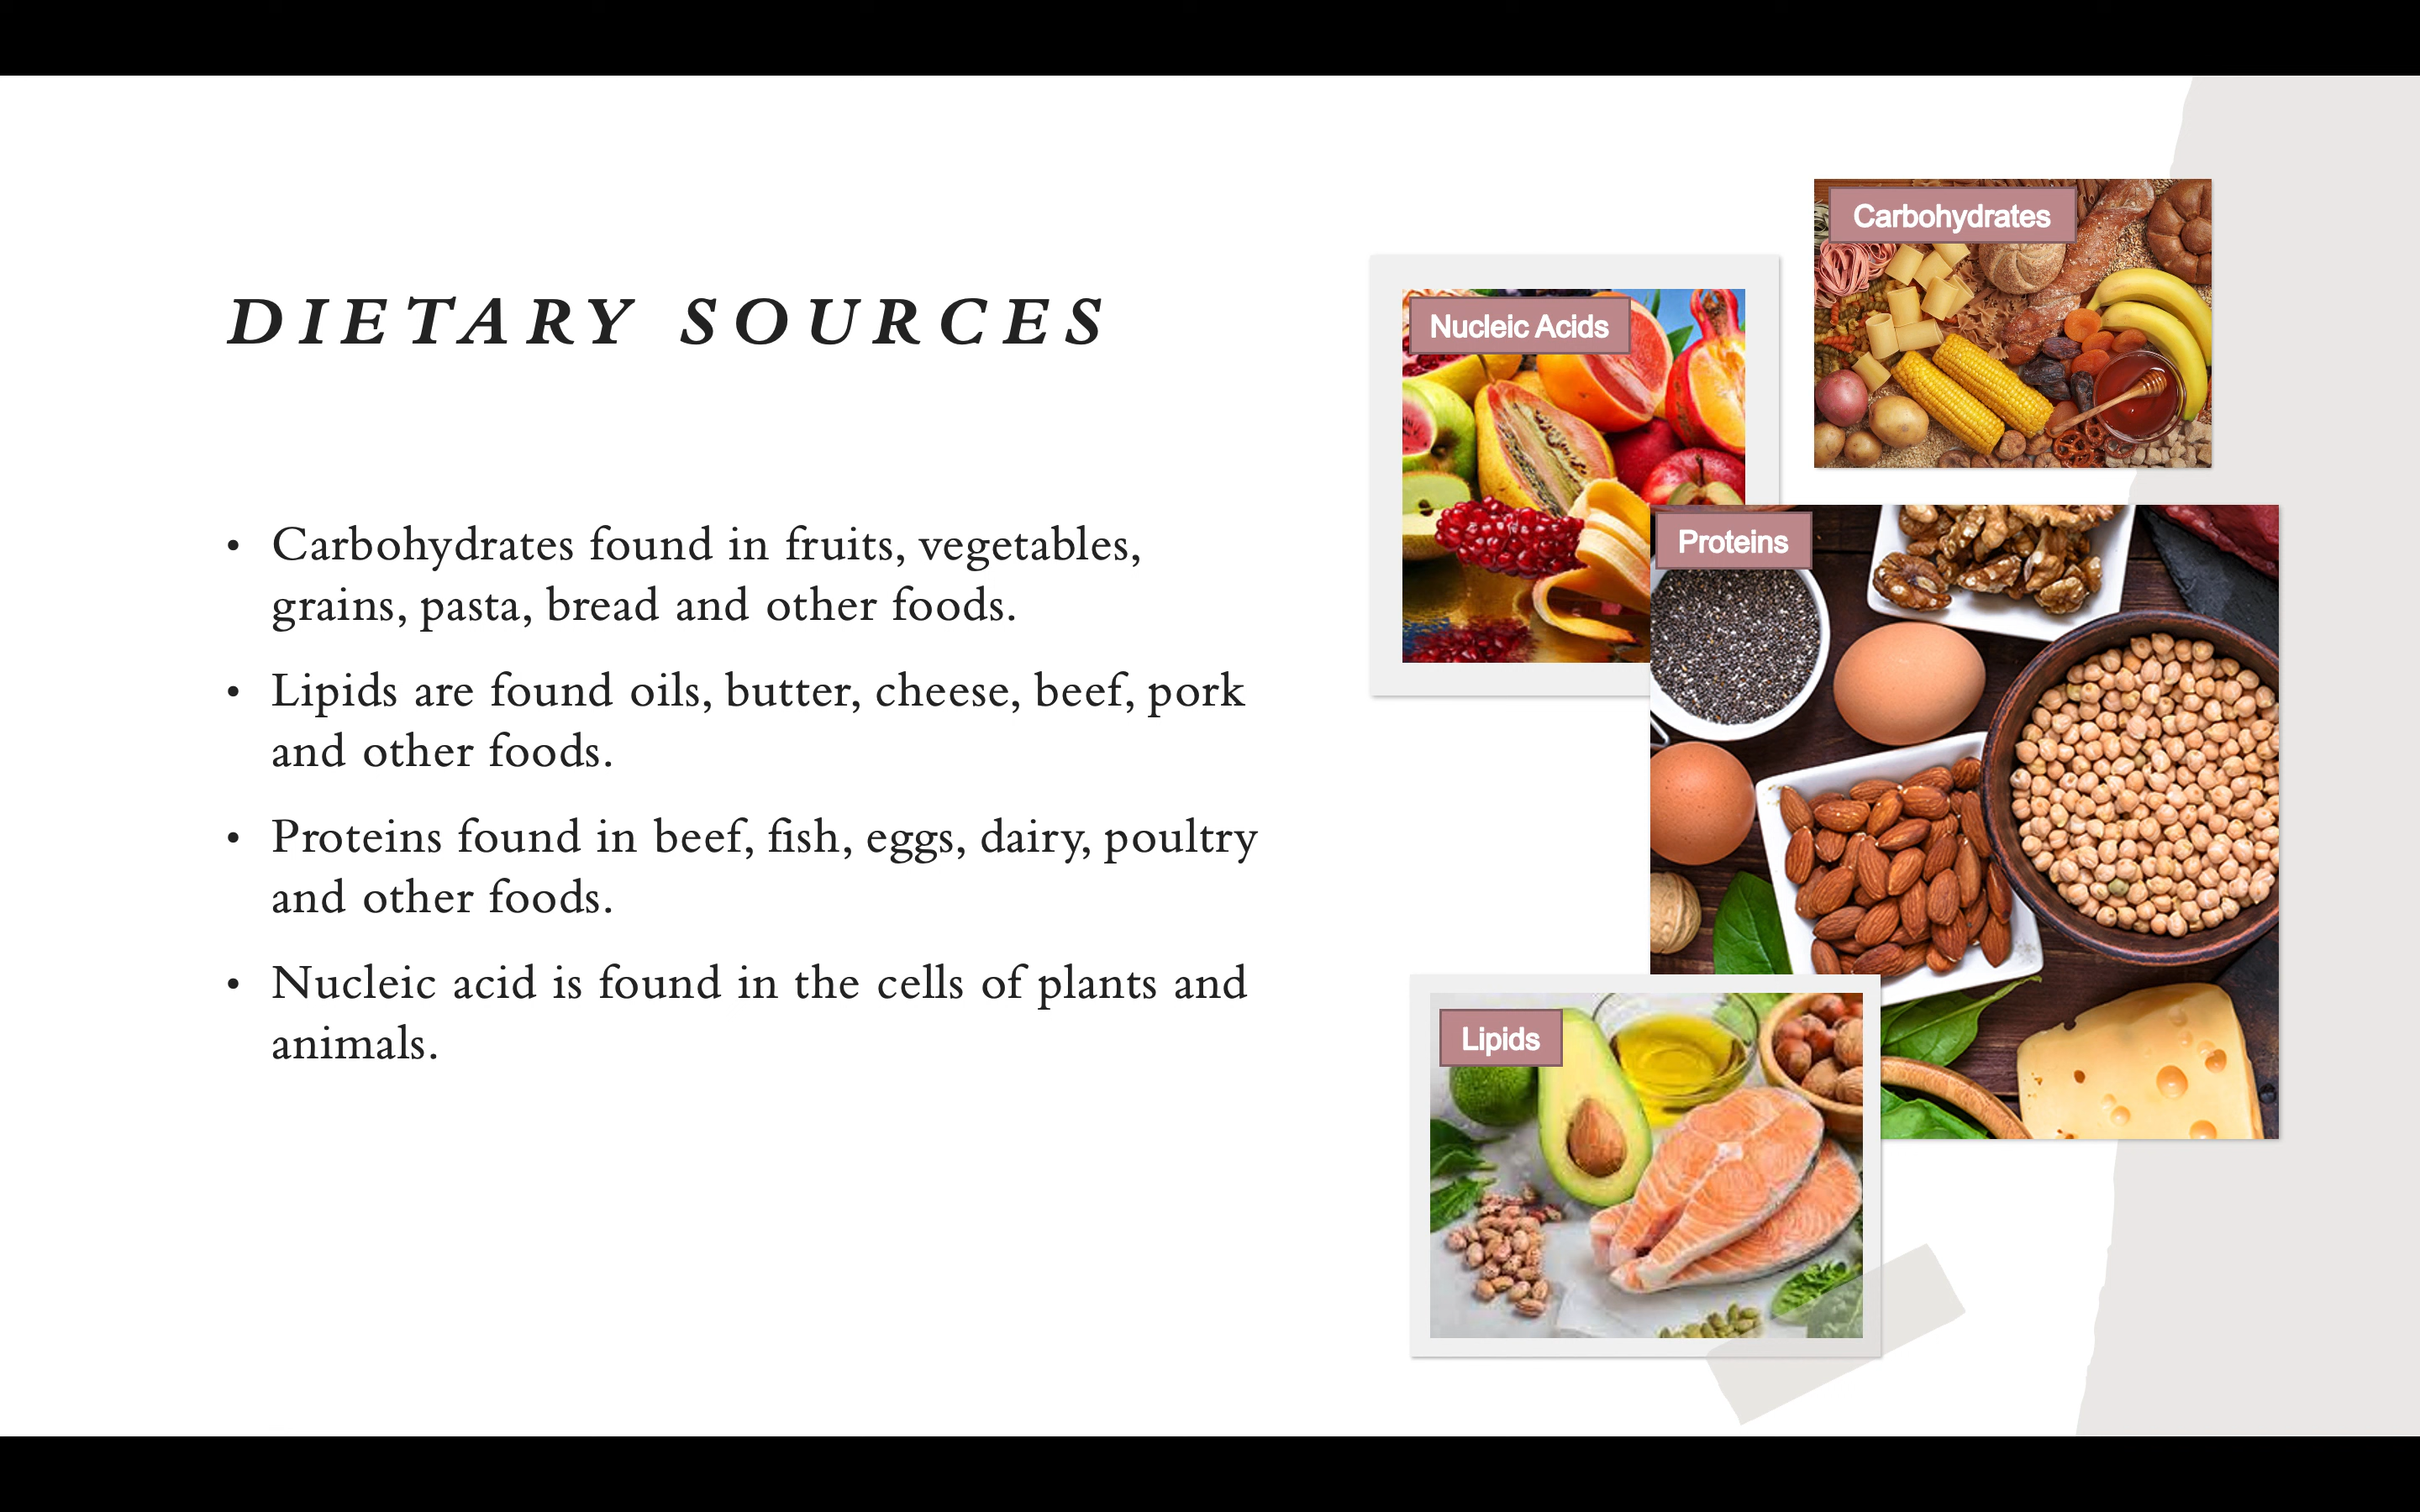 DIETARY SOURCES
• Carbohydrates found in fruits, vegetables,
grains, pasta, bread and other foods.
• Lipids are found oils, butter, cheese, beef, pork
and other foods.
• Proteins found in beef, fish, eggs, dairy, poultry
and other foods.
• Nucleic acid is found in the cells of plants and
animals.
Carbohydrates
Nucleic Acids
Proteins
Lipids